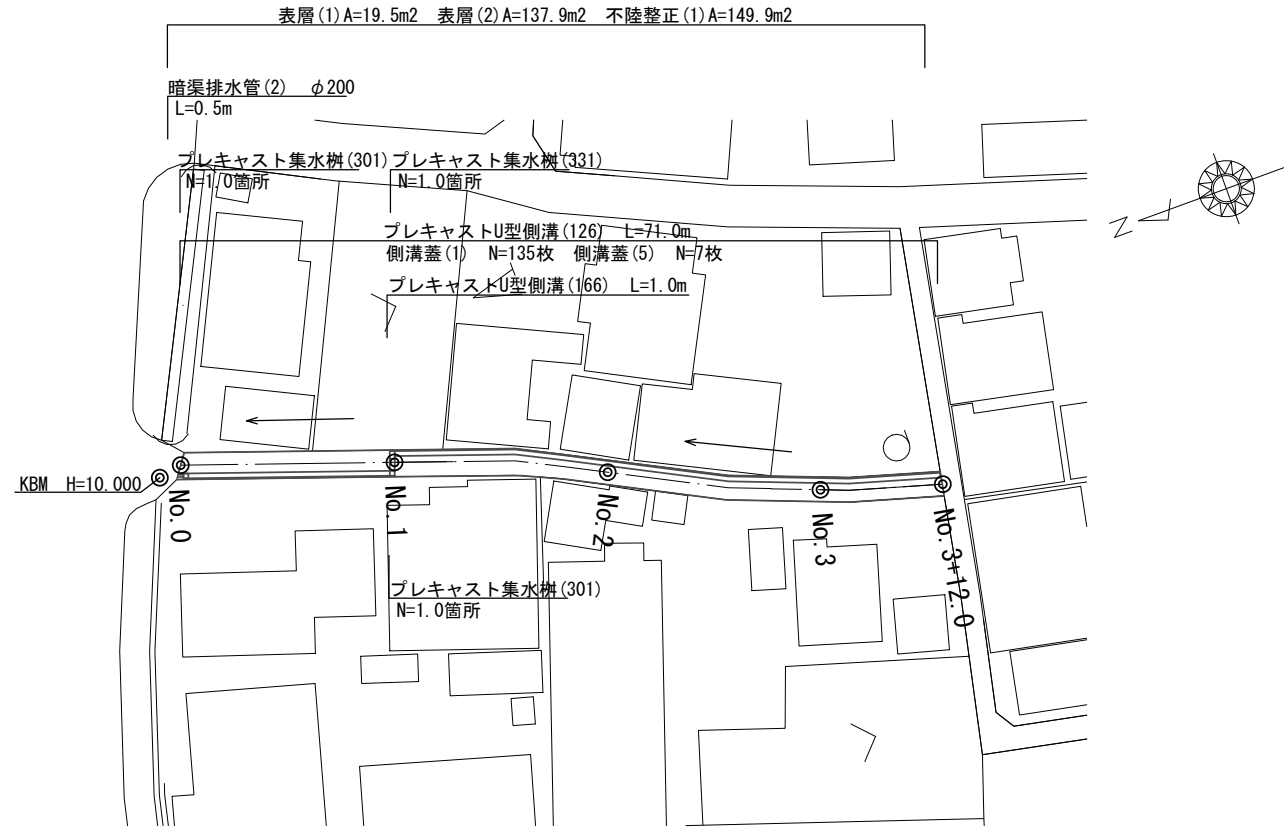 表層(1)A=19.5m2 表層(2)A=137.9m2 不陸整正(1)A=149.9m2
暗渠排水管(2) φ200
L=0.5m
プレキャスト集水桝(301)
N=1.0箇所
プレキャスト集水桝(331)
N=1.0箇所
プレキャストU型側溝(126) L=71.0m
側溝蓋(1) N=135枚 側溝蓋(5) N=7枚
プレキャストU型側溝(166) L=1.0m
N
KBM H=10.000
No.0
No.1
No.2
No.3
No.3+12.0
プレキャスト集水桝(301)
N=1.0箇所